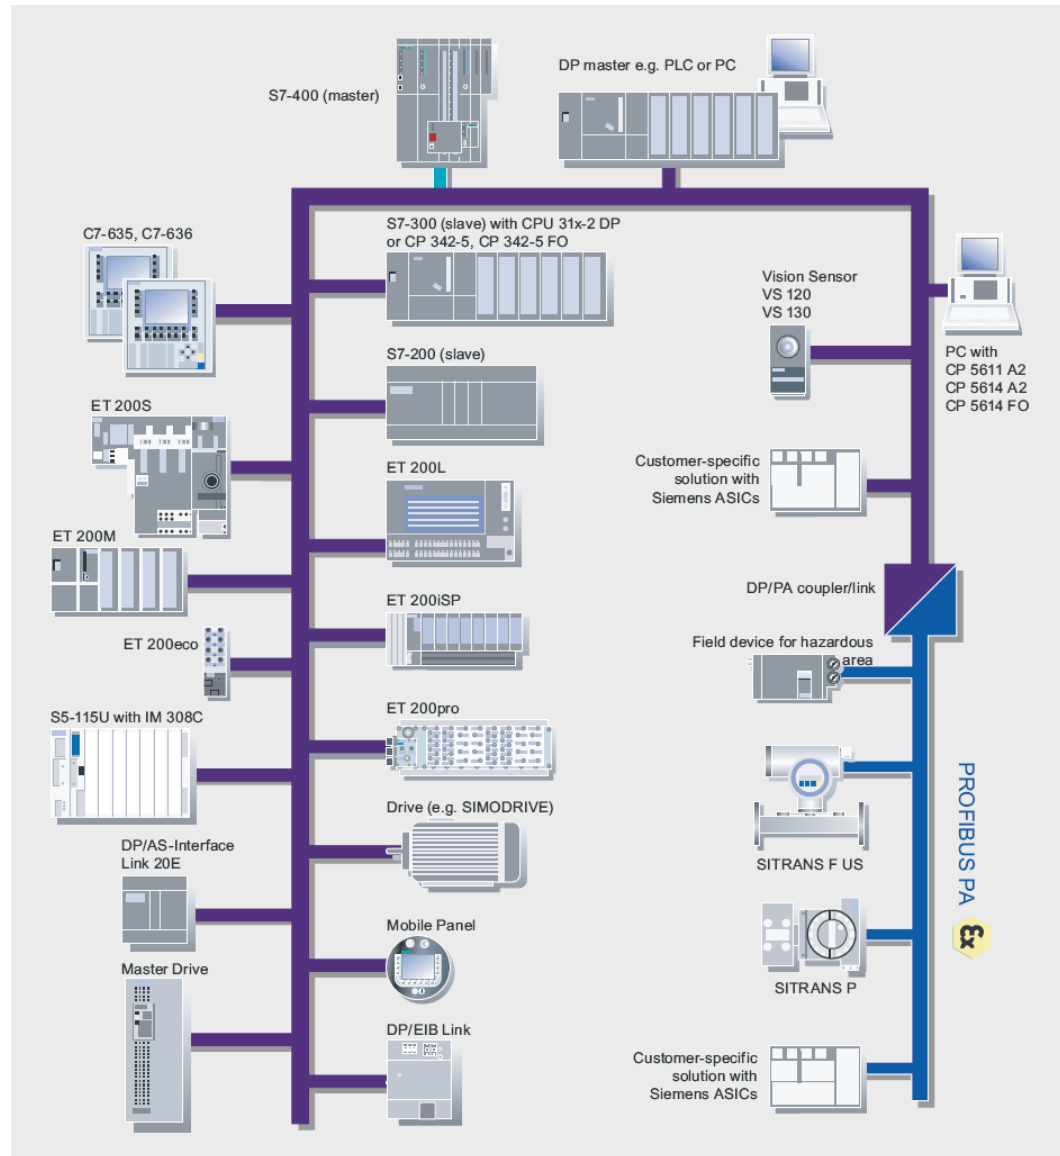 S7-400 (master)
DP master e.g. PLC or PC
C7-635, C7-636
S7-300 (slave) with CPU 31x-2 DP
or CP 342-5, CP 342-5 FO
Vision Sensor
VS 120
VS 130
PC with
CP 5611 A2
CP 5614 A2
CP 5614 FO
S7-200 (slave)
ET 200S
ET 200L
Customer-specific
solution with
Siemens ASICs
ET 200M
DP/PA coupler/link
ET 200iSP
ET 200eco
Field device for hazardous
area
S5-115U with IM 308C
ET 200pro
PROFIBUS PA
Ex
Drive (e.g. SIMODRIVE)
DP/AS-Interface
Link 20E
SITRANS F US
Mobile Panel
Master Drive
SITRANS P
DP/EIB Link
Customer-specific
solution with
Siemens ASICs